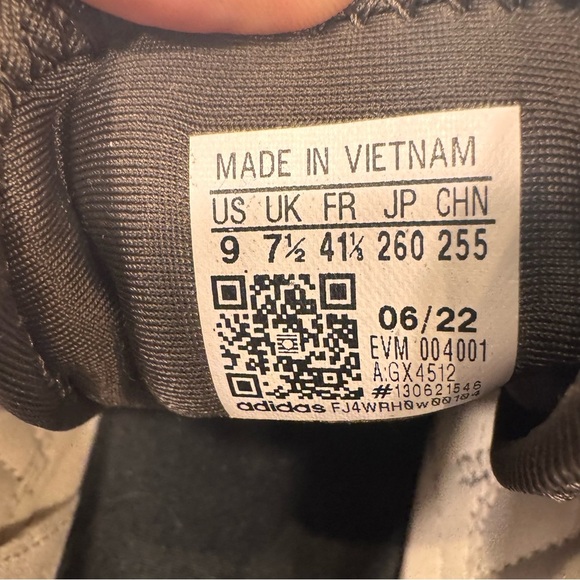 MADE IN VIETNAM
US UK FR JP CHN
9 7½ 41⅓ 260 255
06/22
EVM 004001
A:GX4512
#130621546
adidas FJ4WRH0w00104